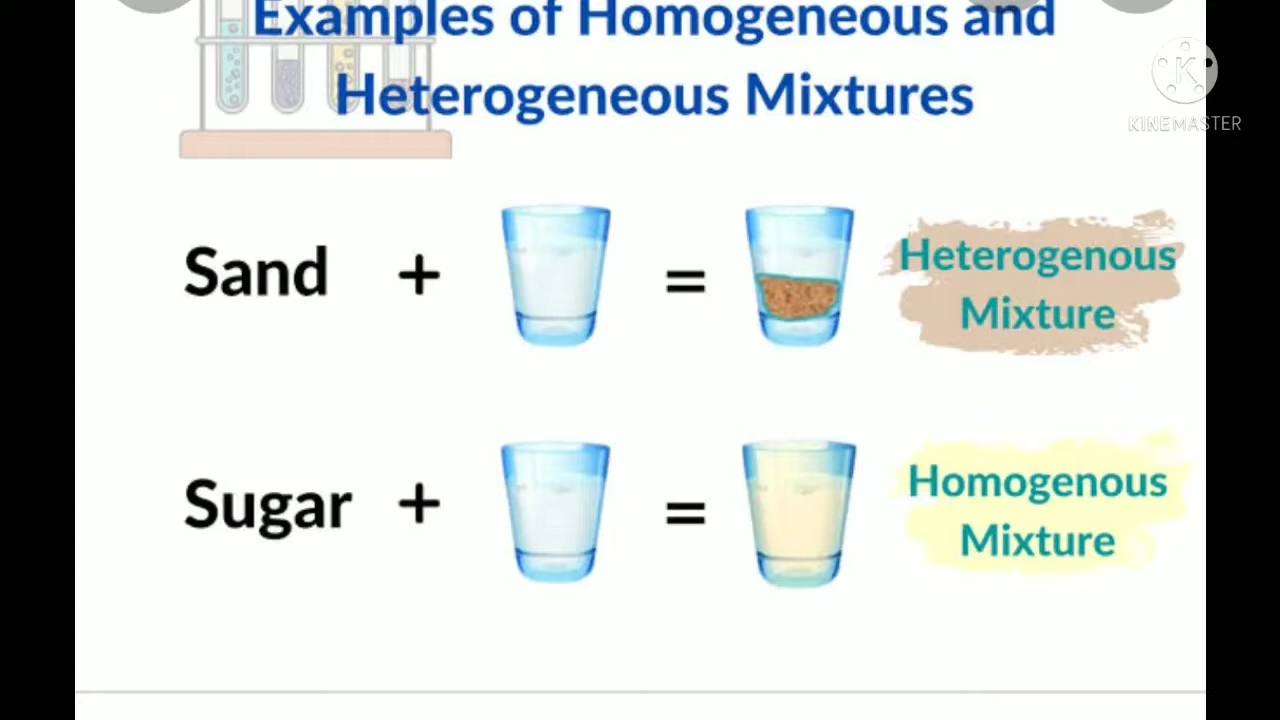 Examples of Homogeneous and
Heterogeneous Mixtures
K
KINEMASTER
Sand + =
Heterogenous
Mixture
Sugar + =
Homogenous
Mixture